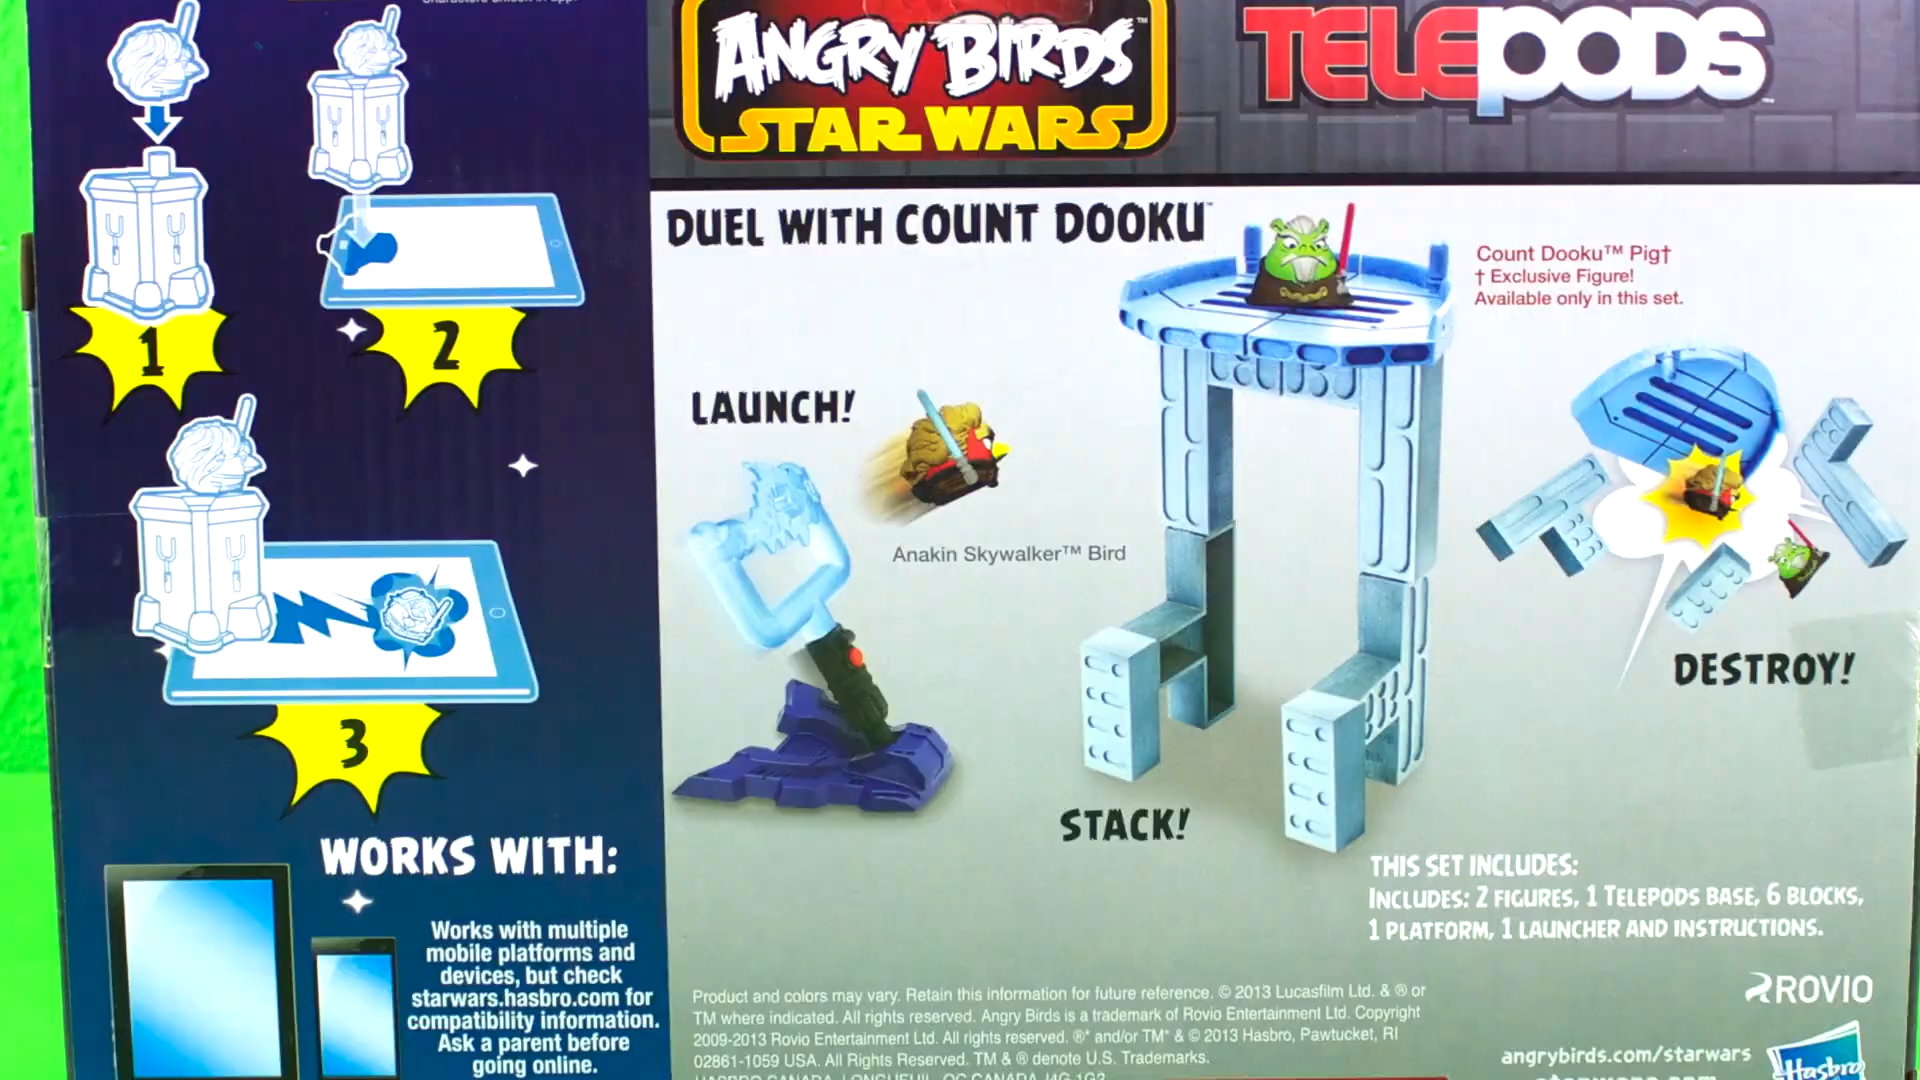 ANGRY BIRDS™
STAR WARS
TELEPODS™
1
2
3
WORKS WITH:
Works with multiple
mobile platforms and
devices, but check
starwars.hasbro.com for
compatibility information.
Ask a parent before
going online.
DUEL WITH COUNT DOOKU™
Count Dooku™ Pig†
† Exclusive Figure!
Available only in this set.
LAUNCH!
Anakin Skywalker™ Bird
DESTROY!
STACK!
THIS SET INCLUDES:
INCLUDES: 2 FIGURES, 1 TELEPODS BASE, 6 BLOCKS,
1 PLATFORM, 1 LAUNCHER AND INSTRUCTIONS.
Product and colors may vary. Retain this information for future reference. © 2013 Lucasfilm Ltd. & ® or
TM where indicated. All rights reserved. Angry Birds is a trademark of Rovio Entertainment Ltd. Copyright
2009-2013 Rovio Entertainment Ltd. All rights reserved. ®* and/or TM* & © 2013 Hasbro, Pawtucket, RI
02861-1059 USA. All Rights Reserved. TM & ® denote U.S. Trademarks.
ROVIO
angrybirds.com/starwars
Hasbro